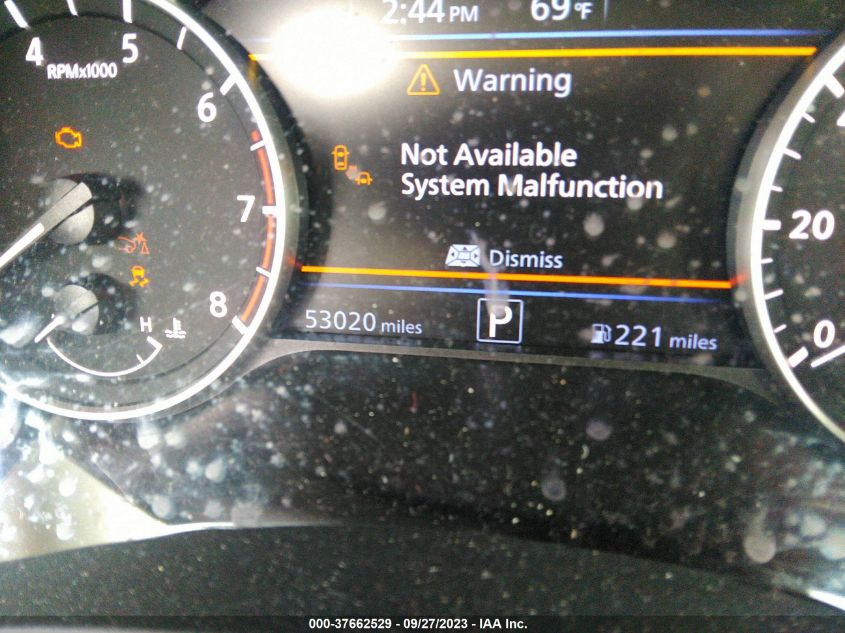 2:44 PM 69°F
4 5 6 7 8
RPMx1000
Warning
Not Available
System Malfunction
Dismiss
H
53020 miles P 221 miles
20
0
000-37662529 - 09/27/2023 - IAA Inc.